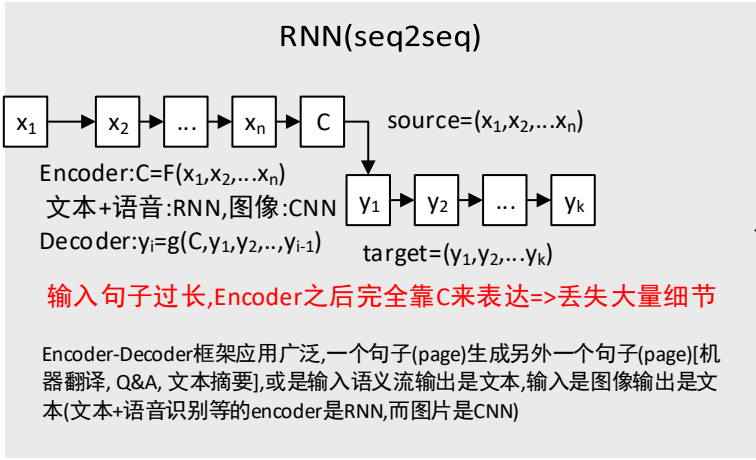 RNN(seq2seq)
x₁ x₂ ... xₙ C
source=(x₁,x₂,...xₙ)
Encoder:C=F(x₁,x₂,...xₙ)
文本+语音:RNN,图像:CNN
y₁ y₂ ... yₖ
Decoder:yᵢ=g(C,y₁,y₂,..,yᵢ₋₁)
target=(y₁,y₂,...yₖ)
输入句子过长,Encoder之后完全靠C来表达=>丢失大量细节
Encoder-Decoder框架应用广泛,一个句子(page)生成另外一个句子(page)[机
器翻译, Q&A, 文本摘要],或是输入语义流输出是文本,输入是图像输出是文
本(文本+语音识别等的encoder是RNN,而图片是CNN)